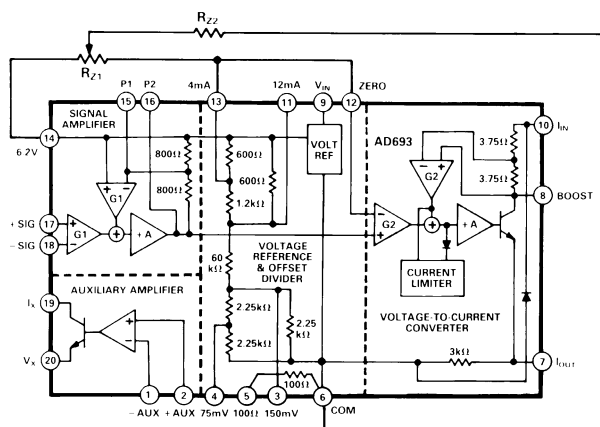 RZ2
RZ1
P1 P2 4mA 12mA VIN ZERO
15 16 13 11 9 12
SIGNAL
AMPLIFIER
14
6.2V
800Ω
800Ω
600Ω
600Ω
1.2kΩ
VOLT
REF
AD693
10 IIN
3.75Ω
3.75Ω
G2
8 BOOST
G1
+ SIG 17
− SIG 18
G1
+ A
G2
+ A
60
kΩ
VOLTAGE
REFERENCE
& OFFSET
DIVIDER
CURRENT
LIMITER
AUXILIARY AMPLIFIER
VOLTAGE-TO-CURRENT
CONVERTER
IX 19
2.25kΩ
2.25kΩ
2.25
kΩ
VX 20
3kΩ
7 IOUT
100Ω
1 2 4 5 3 6
− AUX + AUX 75mV 100Ω 150mV COM